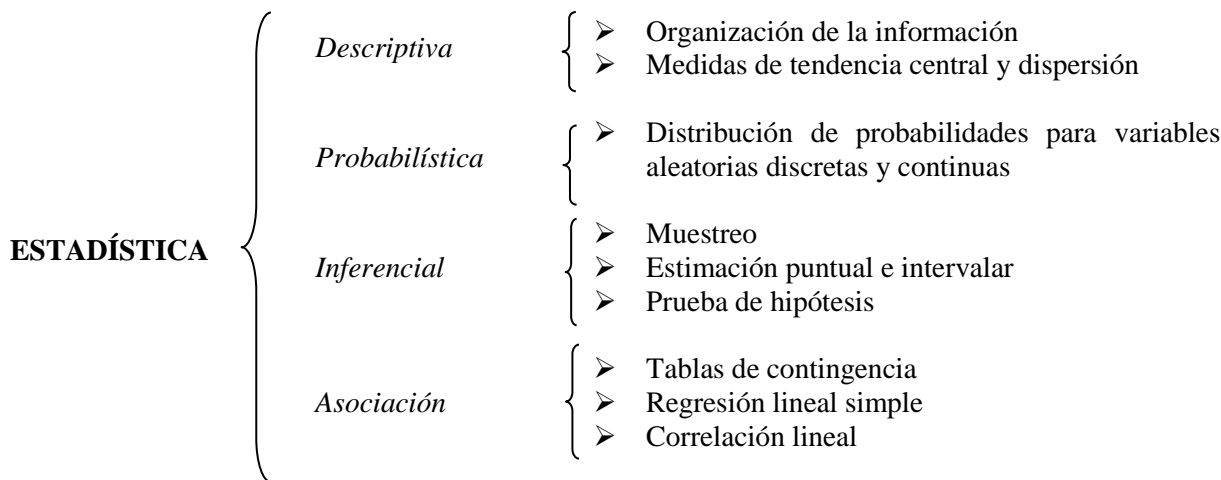 ESTADÍSTICA
Descriptiva
➢ Organización de la información
➢ Medidas de tendencia central y dispersión
Probabilística
➢ Distribución de probabilidades para variables
aleatorias discretas y continuas
Inferencial
➢ Muestreo
➢ Estimación puntual e intervalar
➢ Prueba de hipótesis
Asociación
➢ Tablas de contingencia
➢ Regresión lineal simple
➢ Correlación lineal